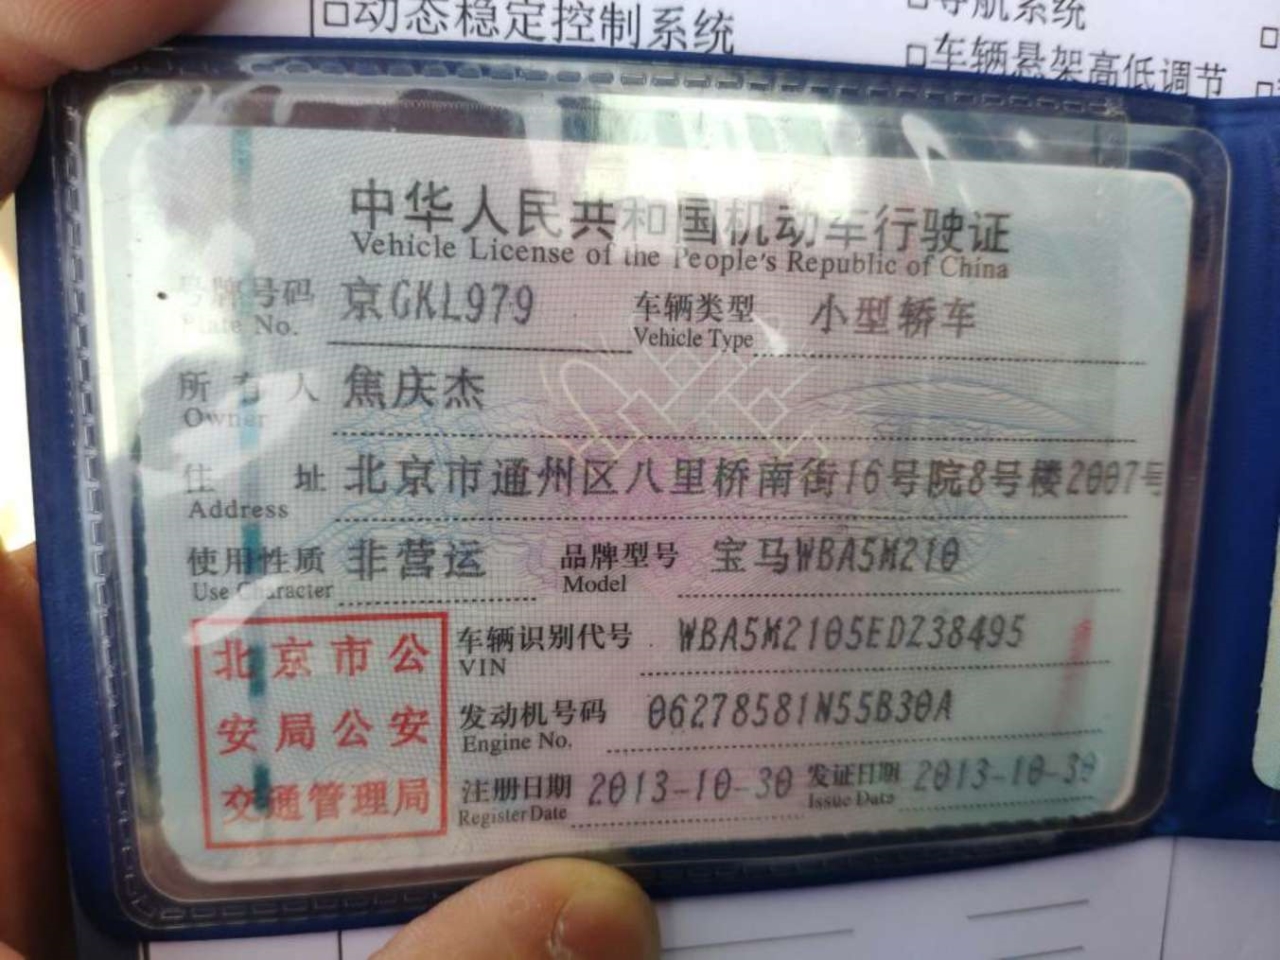 □动态稳定控制系统
□导航系统
□车辆悬架高低调节
中华人民共和国机动车行驶证
Vehicle License of the People's Republic of China
号牌号码 京GKL979 车辆类型 小型轿车
Plate No. Vehicle Type
所有人 焦庆杰
Owner
住址 北京市通州区八里桥南街16号院8号楼2007号
Address
使用性质 非营运 品牌型号 宝马WBA5M210
Use Character Model
车辆识别代号 WBA5M2105EDZ38495
VIN
发动机号码 06278581N55B30A
Engine No.
注册日期 2013-10-30 发证日期 2013-10-30
Register Date Issue Date
北京市公
安局公安
交通管理局